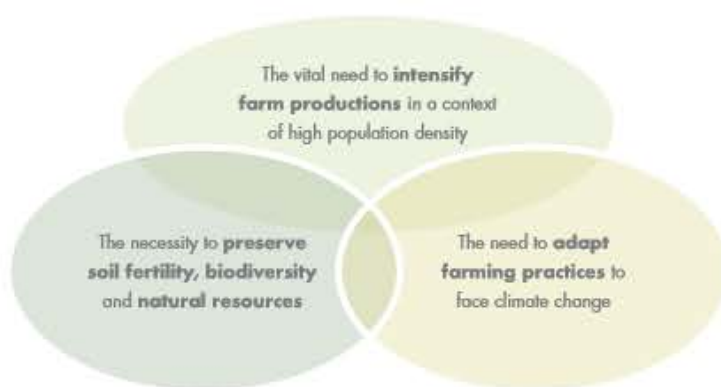 The vital need to intensify
farm productions in a context
of high population density
The necessity to preserve
soil fertility, biodiversity
and natural resources
The need to adapt
farming practices to
face climate change